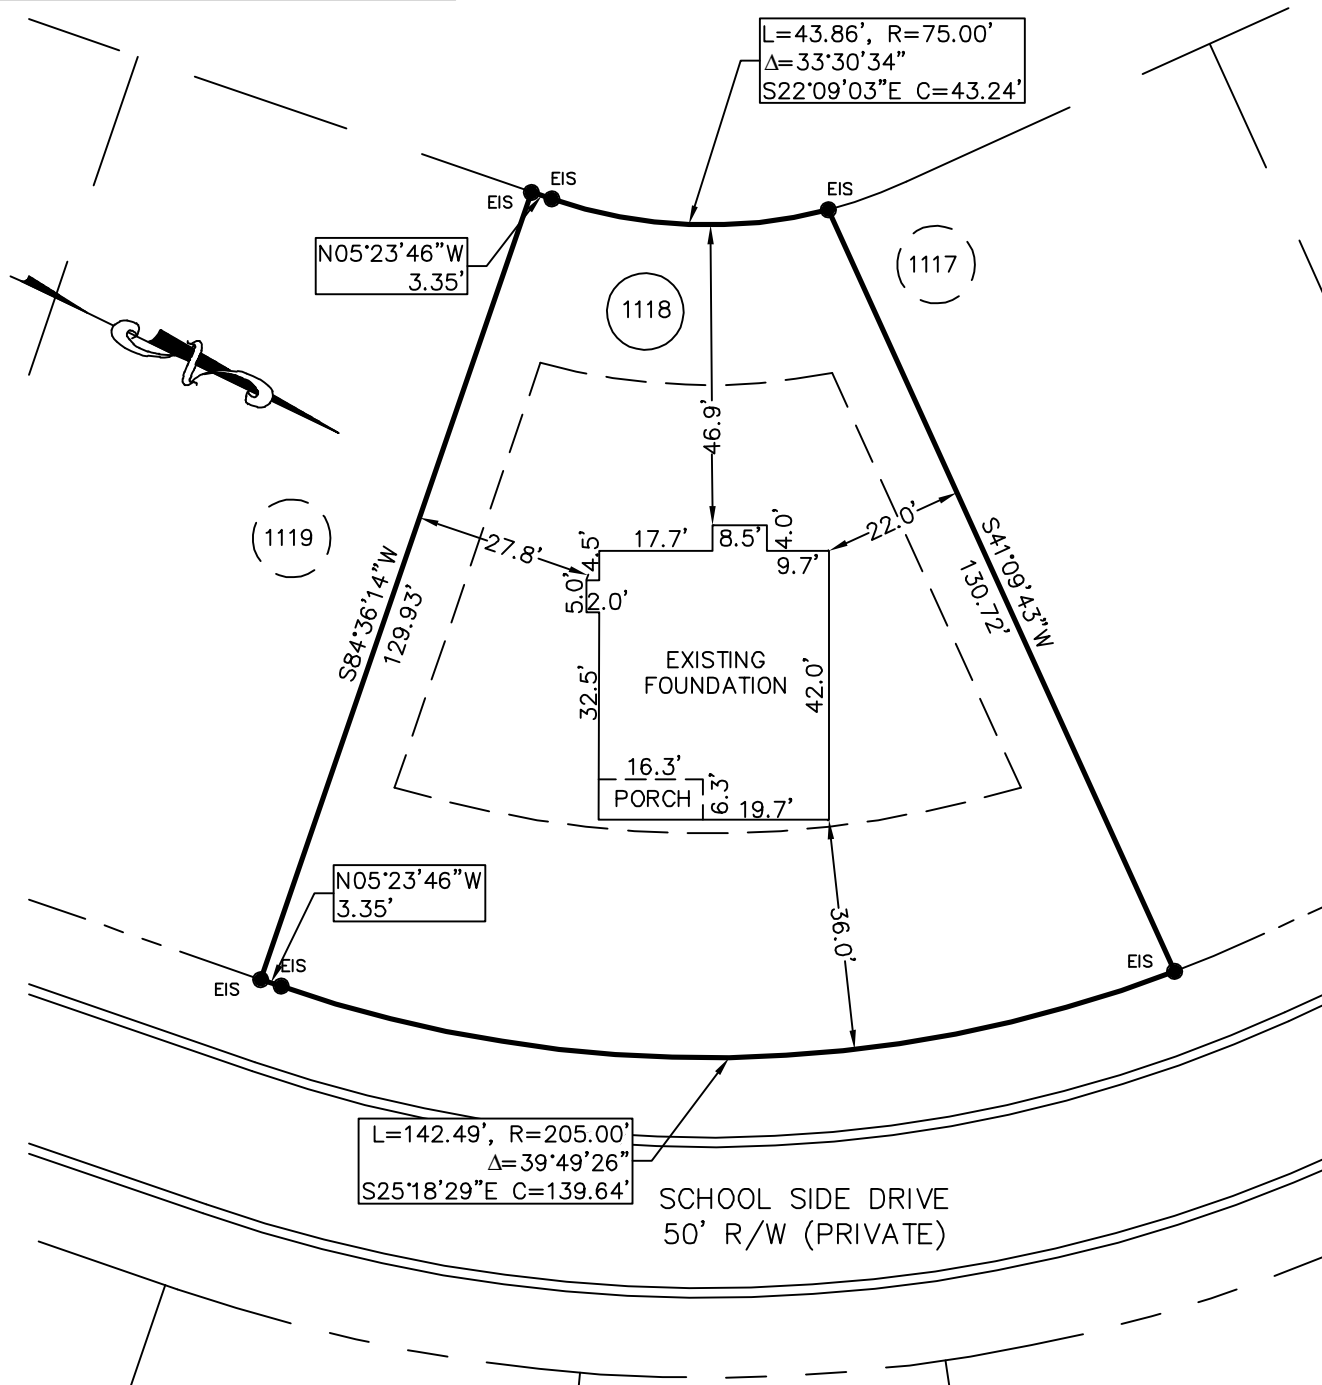 L=43.86', R=75.00'
Δ=33°30'34"
S22°09'03"E C=43.24'
EIS
EIS
EIS
N05°23'46"W
3.35'
1117
1118
46.9'
1119
27.8'
22.0'
S84°36'14"W
129.93'
S41°09'43"W
130.72'
17.7'
8.5'
4.0'
9.7'
4.5'
5.0'
2.0'
32.5'
42.0'
EXISTING
FOUNDATION
16.3'
PORCH
6.3'
19.7'
36.0'
N05°23'46"W
3.35'
EIS
EIS
EIS
L=142.49', R=205.00'
Δ=39°49'26"
S25°18'29"E C=139.64'
SCHOOL SIDE DRIVE
50' R/W (PRIVATE)